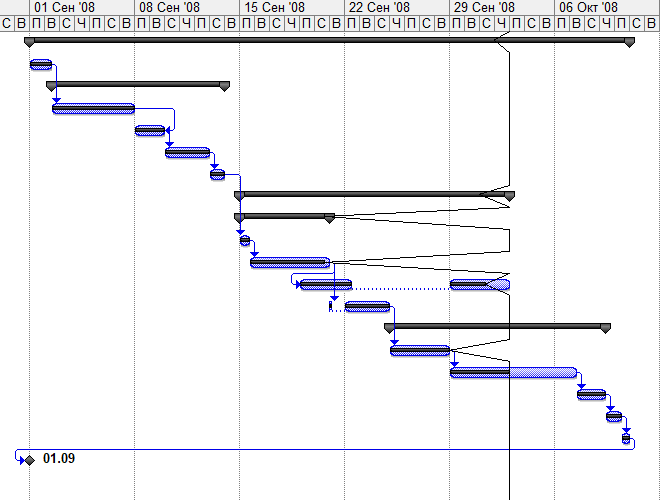 01 Сен '08 08 Сен '08 15 Сен '08 22 Сен '08 29 Сен '08 06 Окт '08
С В П В С Ч П С В П В С Ч П С В П В С Ч П С В П В С Ч П С В П В С Ч П С В П В С Ч П С В
01.09